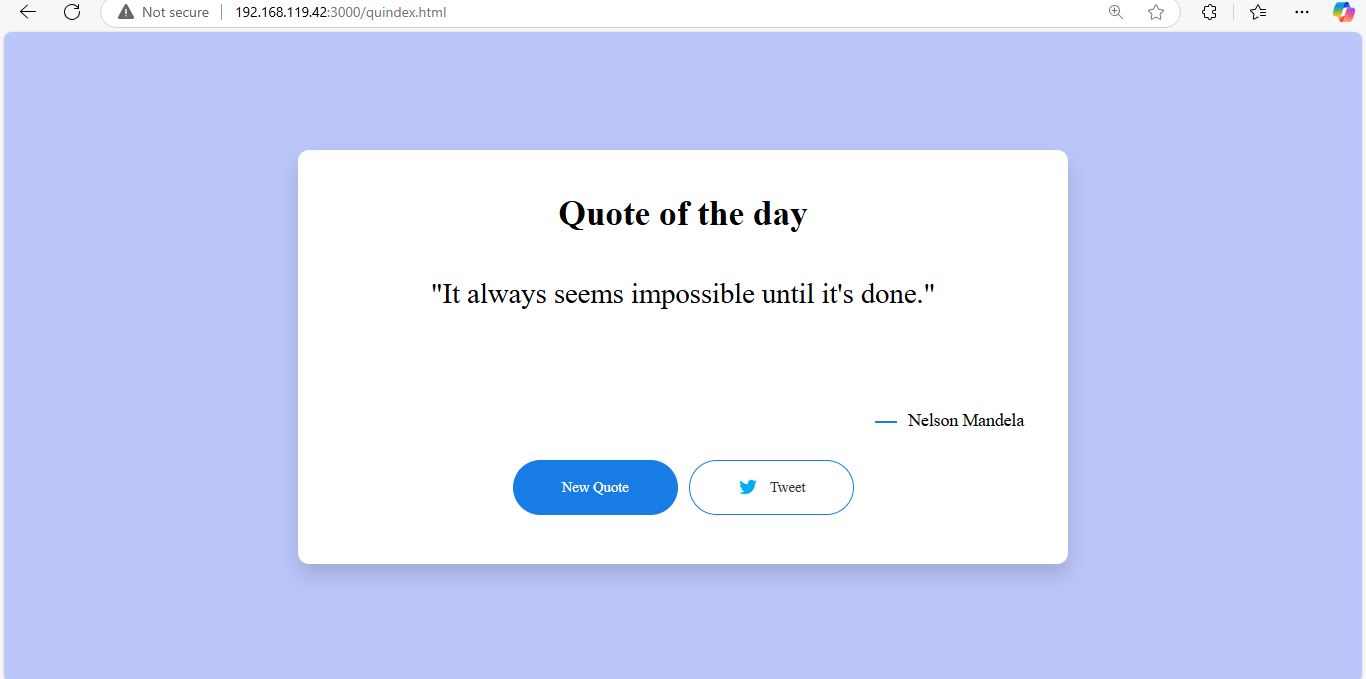 Not secure
192.168.119.42:3000/quindex.html
Quote of the day
"It always seems impossible until it's done."
Nelson Mandela
New Quote
Tweet